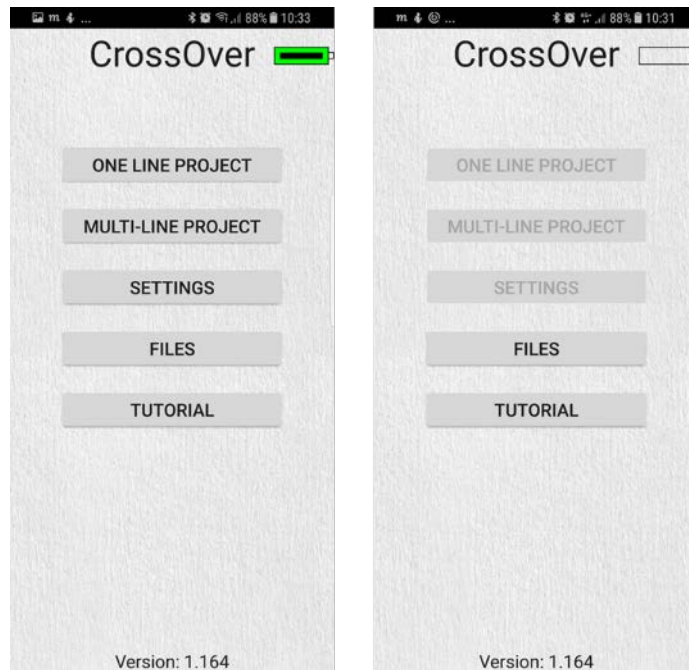 m ... 88% 10:33
CrossOver
ONE LINE PROJECT
MULTI-LINE PROJECT
SETTINGS
FILES
TUTORIAL
Version: 1.164
m ... 88% 10:31
CrossOver
ONE LINE PROJECT
MULTI-LINE PROJECT
SETTINGS
FILES
TUTORIAL
Version: 1.164